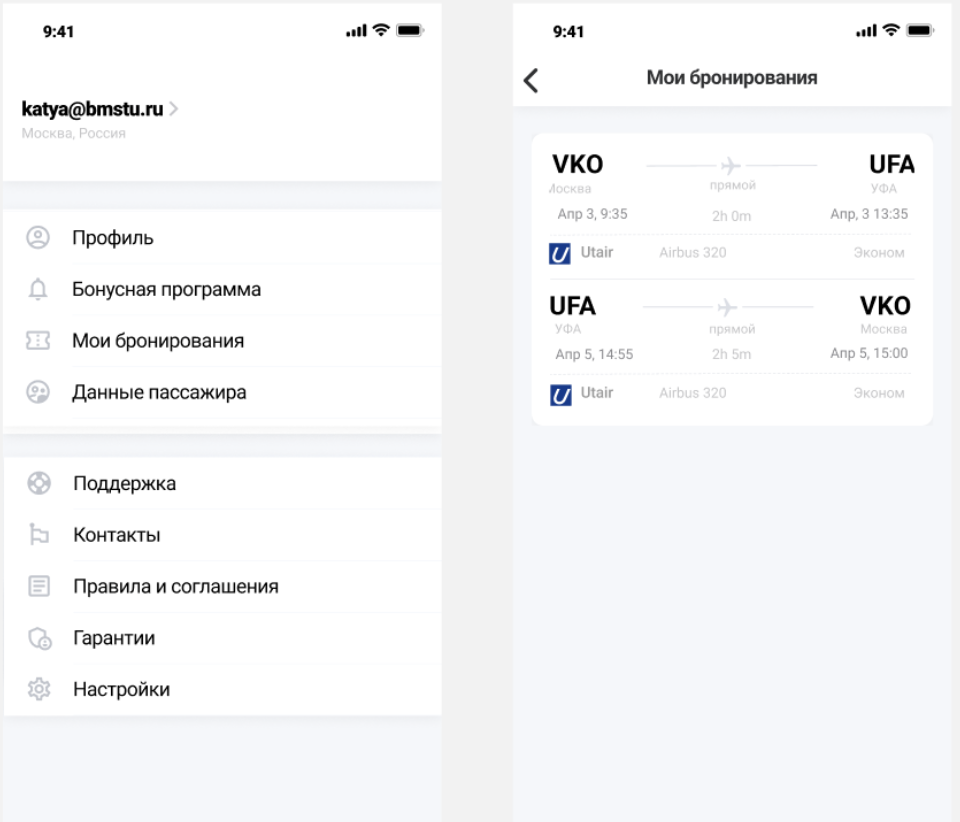 9:41
katya@bmstu.ru
Москва, Россия
Профиль
Бонусная программа
Мои бронирования
Данные пассажира
Поддержка
Контакты
Правила и соглашения
Гарантии
Настройки
9:41
Мои бронирования
VKO UFA
Москва прямой УФА
Апр 3, 9:35 2h 0m Апр, 3 13:35
U Utair Airbus 320 Эконом
UFA VKO
УФА прямой Москва
Апр 5, 14:55 2h 5m Апр 5, 15:00
U Utair Airbus 320 Эконом